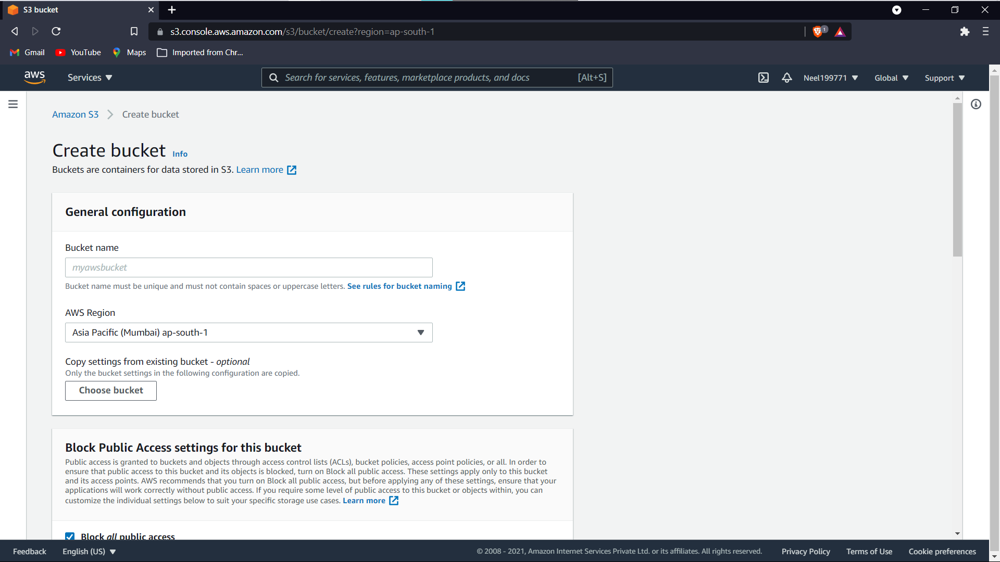 S3 bucket
s3.console.aws.amazon.com/s3/bucket/create?region=ap-south-1
1
Gmail YouTube Maps Imported from Chr...
aws Services Search for services, features, marketplace products, and docs [Alt+S] Neel199771 Global Support
Amazon S3 Create bucket
Create bucket Info
Buckets are containers for data stored in S3. Learn more
General configuration
Bucket name
myawsbucket
Bucket name must be unique and must not contain spaces or uppercase letters. See rules for bucket naming
AWS Region
Asia Pacific (Mumbai) ap-south-1
Copy settings from existing bucket - optional
Only the bucket settings in the following configuration are copied.
Choose bucket
Block Public Access settings for this bucket
Public access is granted to buckets and objects through access control lists (ACLs), bucket policies, access point policies, or all. In order to
ensure that public access to this bucket and its objects is blocked, turn on Block all public access. These settings apply only to this bucket
and its access points. AWS recommends that you turn on Block all public access, but before applying any of these settings, ensure that your
applications will work correctly without public access. If you require some level of public access to this bucket or objects within, you can
customize the individual settings below to suit your specific storage use cases. Learn more
Block all public access
Feedback English (US) © 2008 - 2021, Amazon Internet Services Private Ltd. or its affiliates. All rights reserved. Privacy Policy Terms of Use Cookie preferences